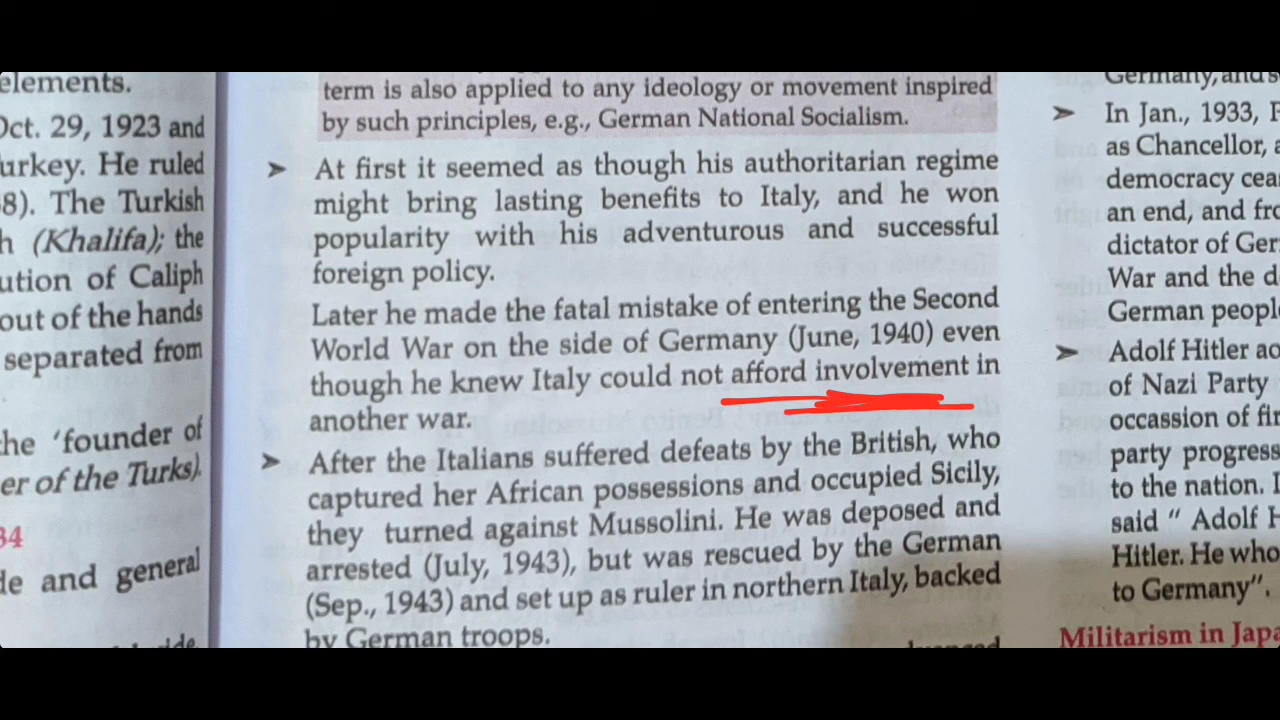 elements.
Oct. 29, 1923 and
urkey. He ruled
8). The Turkish
h (Khalifa); the
ution of Caliph
out of the hands
separated from
he 'founder of
er of the Turks).
34
le and general
term is also applied to any ideology or movement inspired
by such principles, e.g., German National Socialism.
➤ At first it seemed as though his authoritarian regime
might bring lasting benefits to Italy, and he won
popularity with his adventurous and successful
foreign policy.
Later he made the fatal mistake of entering the Second
World War on the side of Germany (June, 1940) even
though he knew Italy could not afford involvement in
another war.
➤ After the Italians suffered defeats by the British, who
captured her African possessions and occupied Sicily,
they turned against Mussolini. He was deposed and
arrested (July, 1943), but was rescued by the German
(Sep., 1943) and set up as ruler in northern Italy, backed
by German troops.
Germany, and s
➤ In Jan., 1933, 
as Chancellor, a
democracy cea
an end, and fro
dictator of Ger
War and the d
German people
➤ Adolf Hitler ac
of Nazi Party
occassion of fir
party progress
to the nation. I
said " Adolf H
Hitler. He who
to Germany".
Militarism in Japa